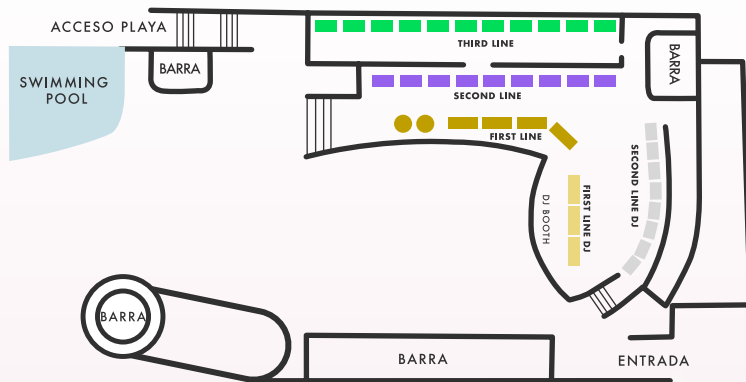 ACCESO PLAYA
THIRD LINE
BARRA
BARRA
SWIMMING
POOL
SECOND LINE
FIRST LINE
SECOND LINE DJ
FIRST LINE DJ
DJ BOOTH
BARRA
BARRA
ENTRADA